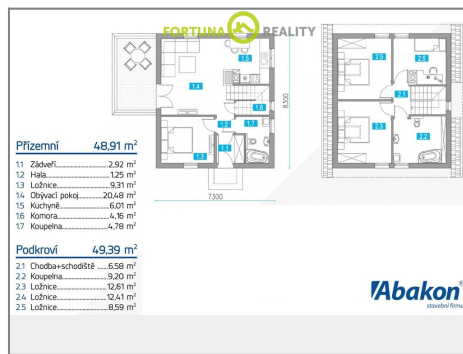 FORTUNA REALITY
1.5
1.4
1.6
1.2
1.7
1.3
1.1
8300
7300
2.5
2.5
2.1
2.3
2.2
Přízemní 48,91 m²
1.1 Zádveří 2,92 m²
1.2 Hala 1.25 m²
1.3 Ložnice 9,31 m²
1.4 Obývací pokoj 20,48 m²
1.5 Kuchyně 6,01 m²
1.6 Komora 4,16 m²
1.7 Koupelna 4,78 m²
Podkroví 49,39 m²
2.1 Chodba+schodiště 6,58 m²
2.2 Koupelna 9,20 m²
2.3 Ložnice 12,61 m²
2.4 Ložnice 12,41 m²
2.5 Ložnice 8,59 m²
Abakon®
stavební firma